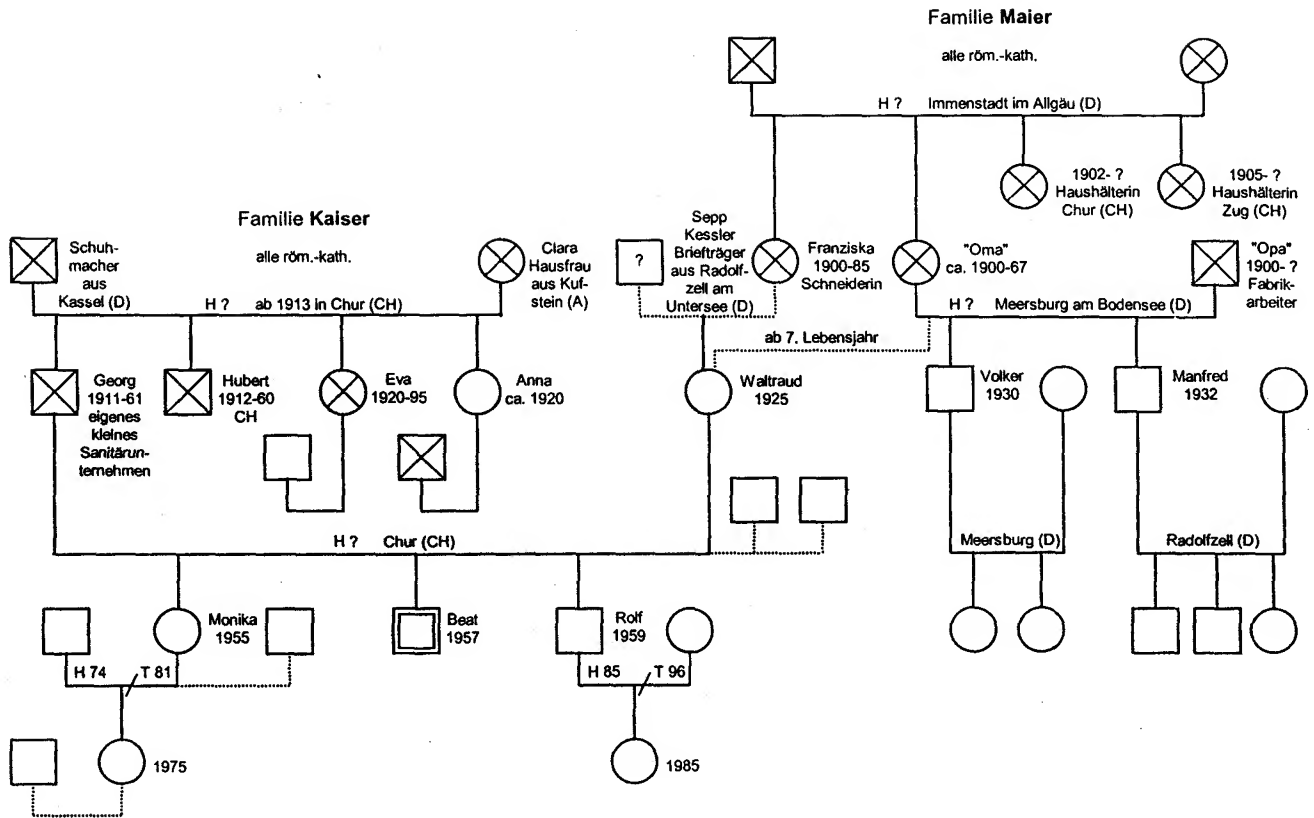 Familie Maier
alle röm.-kath.
H ? Immenstadt im Allgäu (D)
1902- ?
Haushälterin
Chur (CH)
1905- ?
Haushälterin
Zug (CH)
Familie Kaiser
alle röm.-kath.
Schuh-
macher
aus
Kassel (D)
Clara
Hausfrau
aus Kuf-
stein (A)
H ? ab 1913 in Chur (CH)
?
Sepp
Kessler
Briefträger
aus Radolf-
zell am
Untersee (D)
Franziska
1900-85
Schneiderin
"Oma"
ca. 1900-67
"Opa"
1900- ?
Fabrik-
arbeiter
H ? Meersburg am Bodensee (D)
ab 7. Lebensjahr
Georg
1911-61
eigenes
kleines
Sanitärun-
ternehmen
Hubert
1912-60
CH
Eva
1920-95
Anna
ca. 1920
Waltraud
1925
Volker
1930
Manfred
1932
H ? Chur (CH)
Meersburg (D)
Radolfzell (D)
Monika
1955
Beat
1957
Rolf
1959
H 74 T 81
H 85 T 96
1975
1985